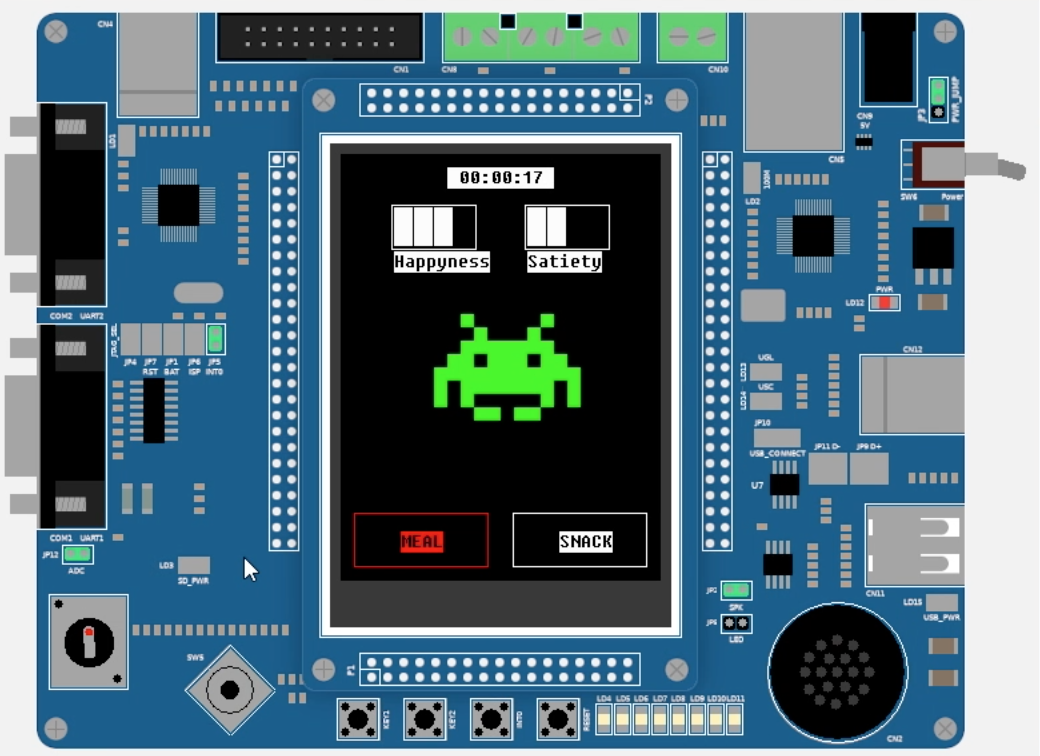 CN4
CN1
CN8
CN10
P2
CN9
5V
JP3
PWR_JUMP
LD1
CN5
LD2
100M
SW6
Power
00:00:17
Happyness
Satiety
PWR
LD12
COM2 UART2
JTAG_SEL
JP4
JP7
JP1
JP6
JP5
RST
BAT
ISP
INT0
CN12
UGL
LD13
USC
LD14
JP10
USB_CONNECT
JP11 D-
JP9 D+
U7
MEAL
SNACK
COM1 UART1
JP12
ADC
LD3
SD_PWR
JP2
SPK
CN11
LD15
USB_PWR
LED
SW5
P1
KEY1
KEY2
INT0
RESET
LD4
LD5
LD6
LD7
LD8
LD9
LD10
LD11
CN2